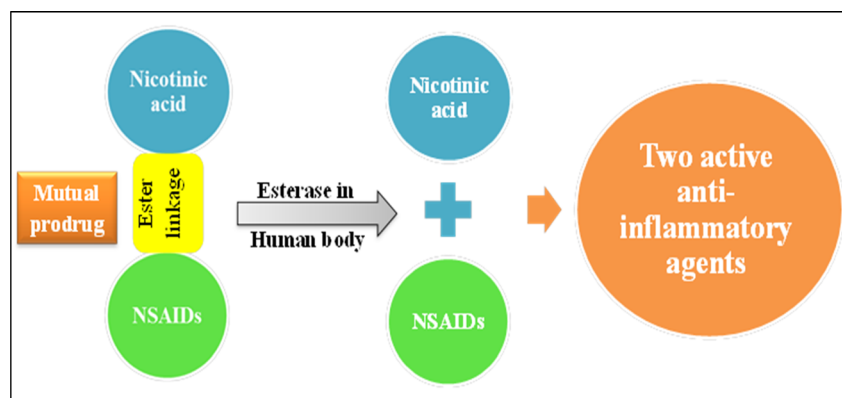 Nicotinic
acid
Mutual
prodrug
Ester
linkage
NSAIDs
Esterase in
Human body
Nicotinic
acid
NSAIDs
Two active
anti-
inflammatory
agents